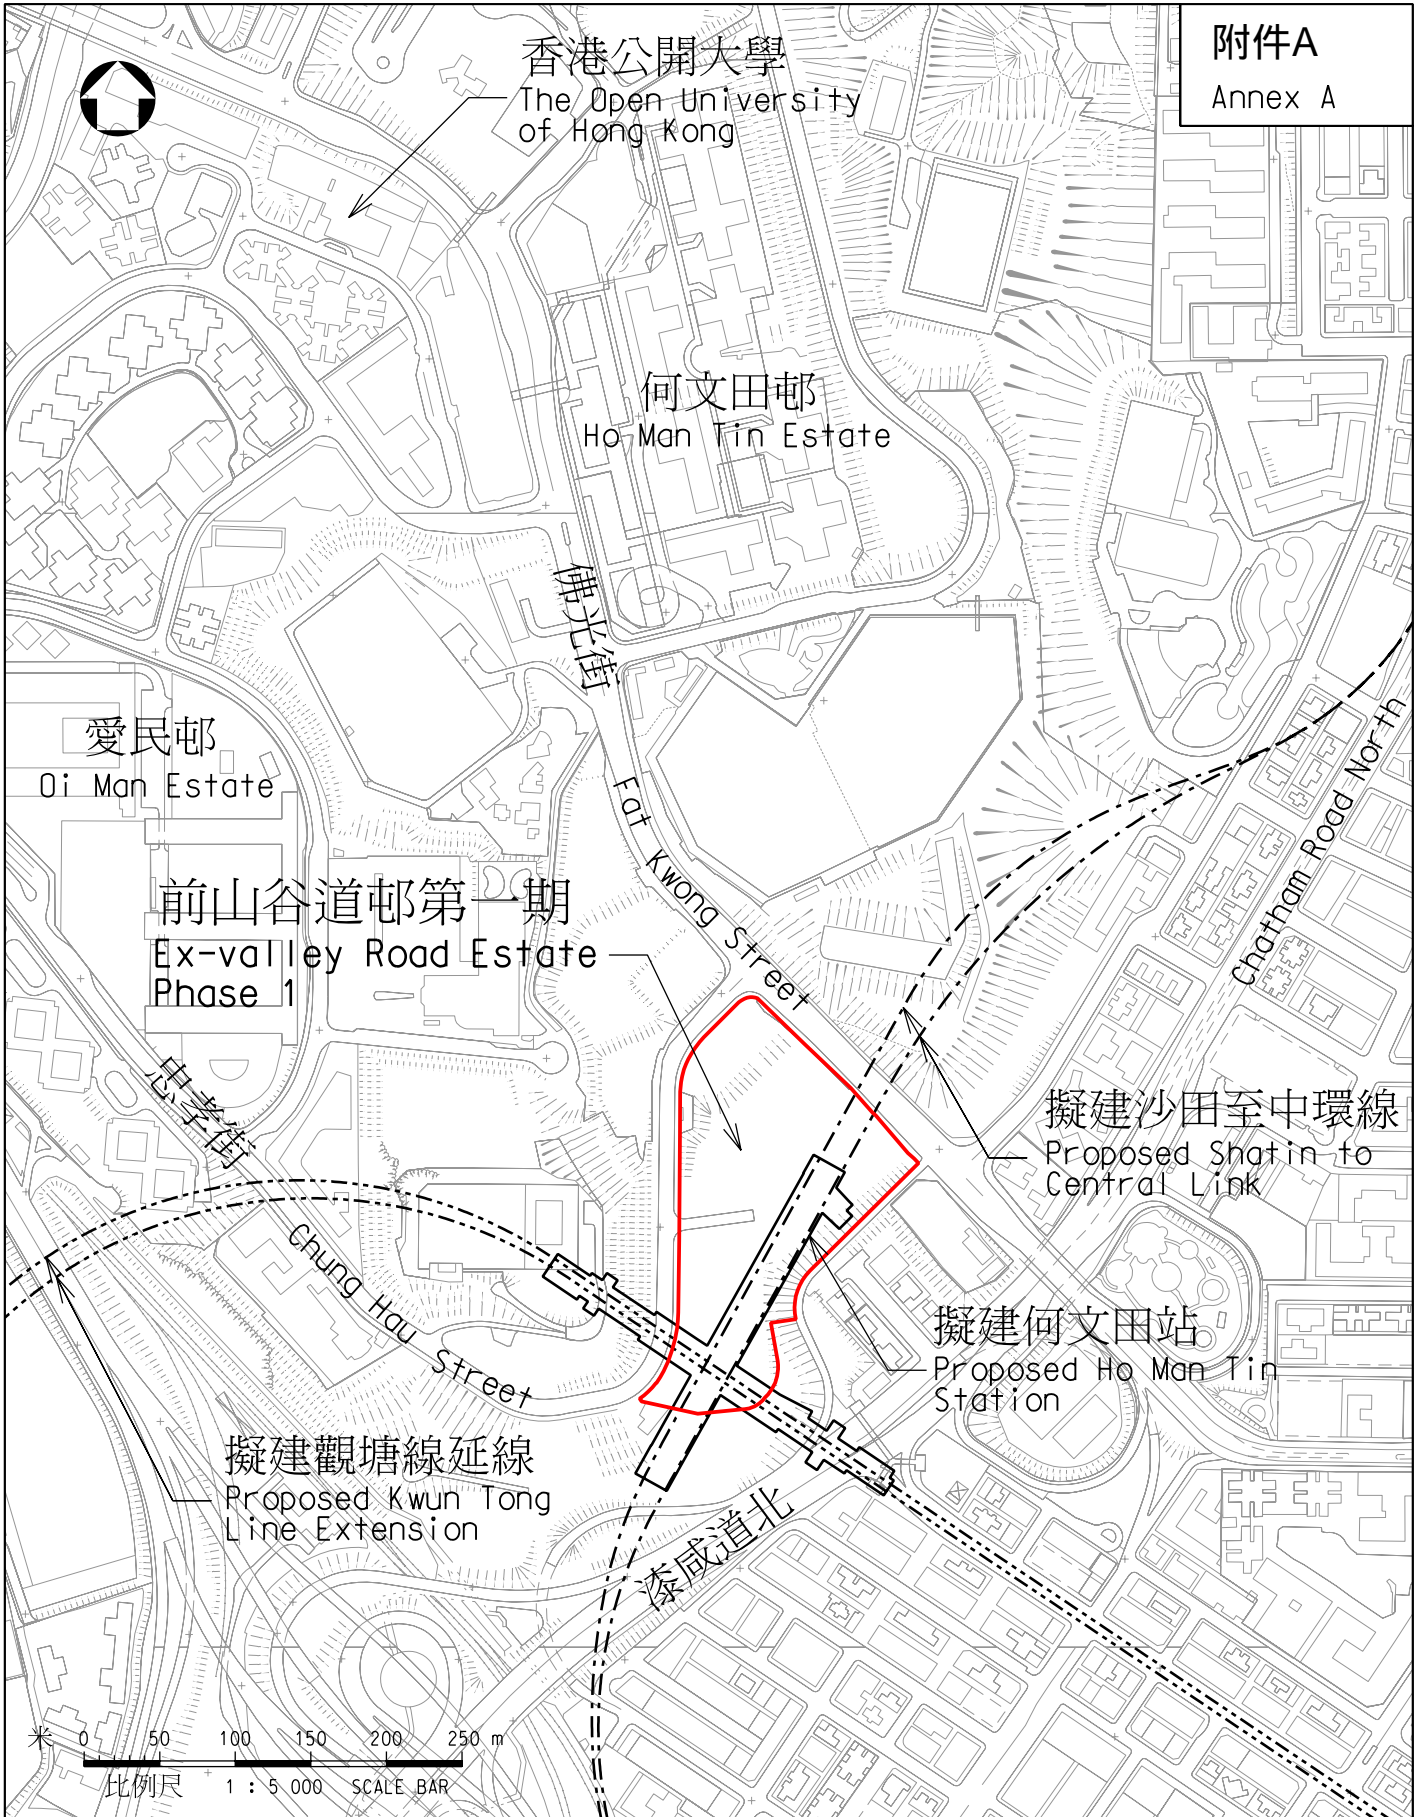 附件A
Annex A
香港公開大學
The Open University
of Hong Kong
何文田邨
Ho Man Tin Estate
佛光街
愛民邨
Oi Man Estate
Fat Kwong Street
Chatham Road North
前山谷道邨第一期
Ex-valley Road Estate
Phase 1
忠孝街
擬建沙田至中環線
Proposed Shatin to
Central Link
Chung Hau Street
擬建何文田站
Proposed Ho Man Tin
Station
擬建觀塘線延線
Proposed Kwun Tong
Line Extension
漆咸道北
米 0 50 100 150 200 250 m
比例尺 1 : 5 000 SCALE BAR